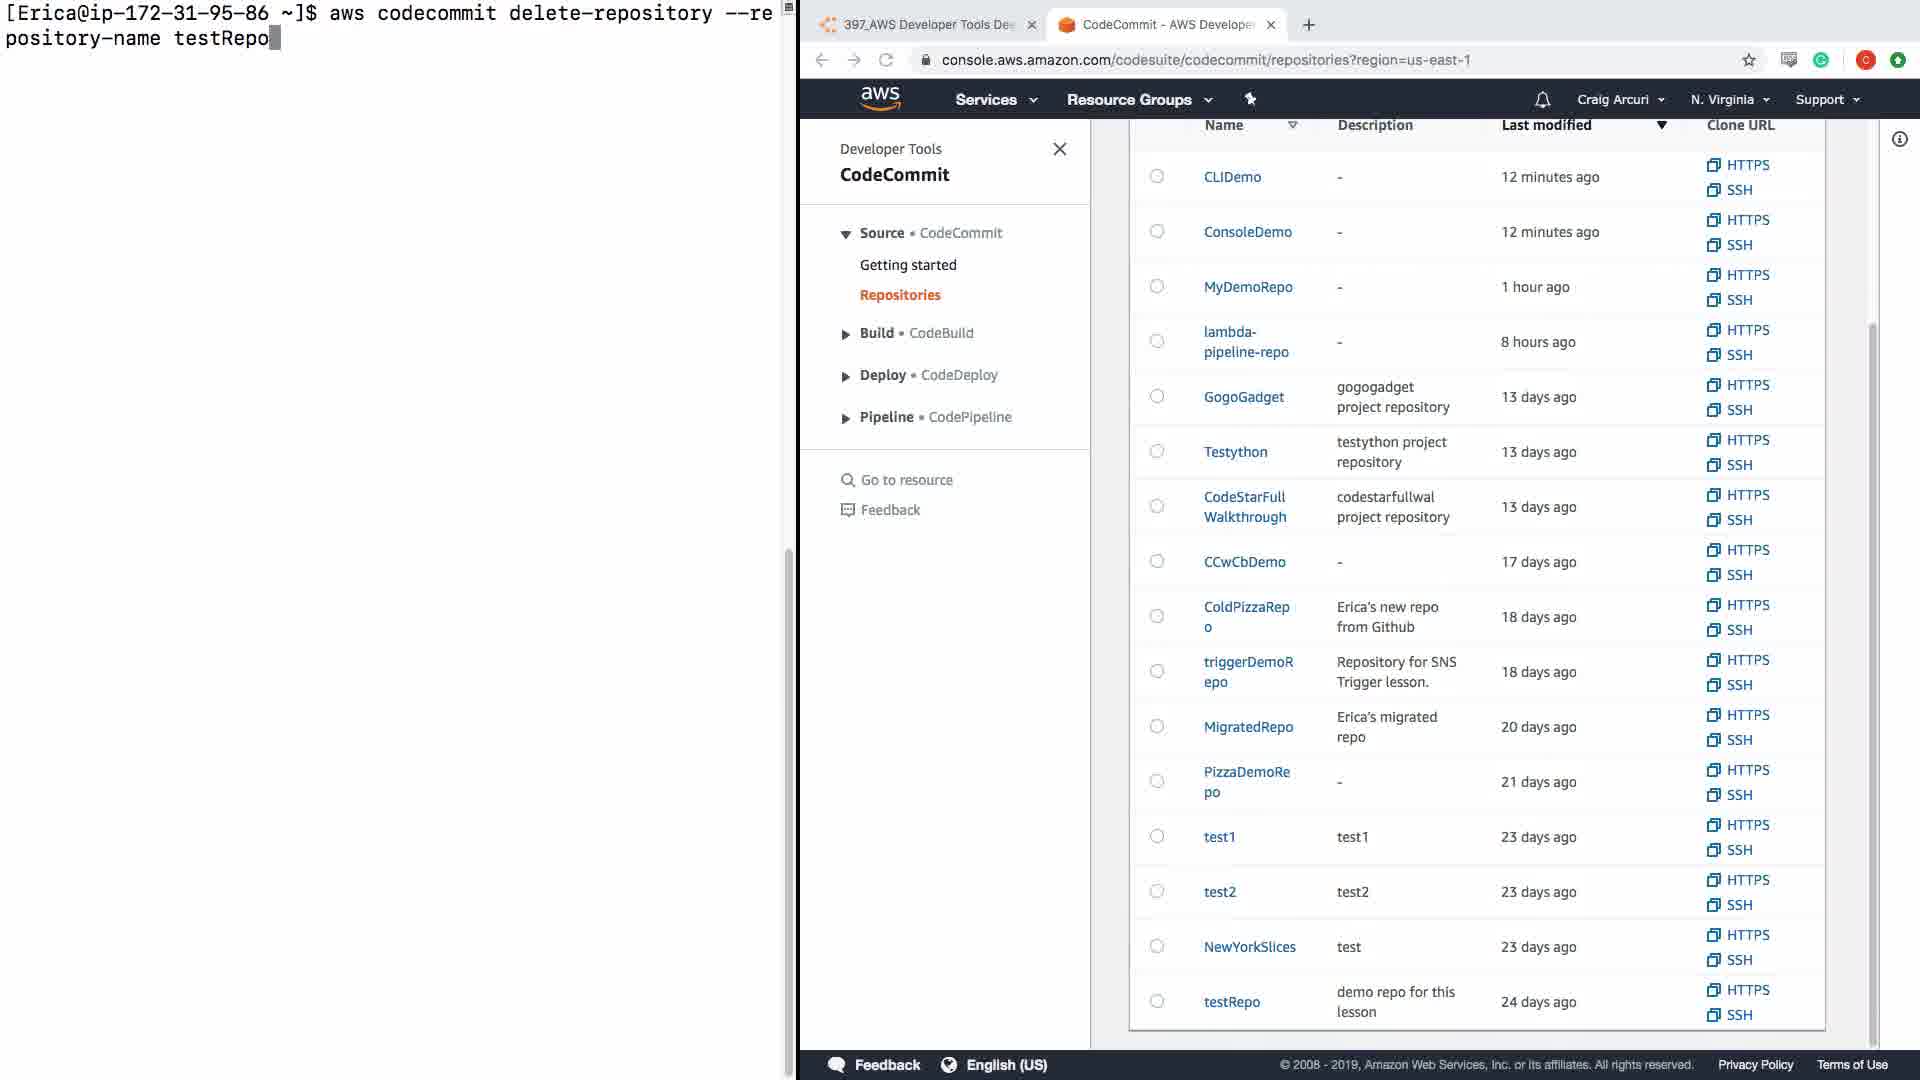 [Erica@ip-172-31-95-86 ~]$ aws codecommit delete-repository --re
pository-name testRepo
397_AWS Developer Tools De
CodeCommit - AWS Develope
console.aws.amazon.com/codesuite/codecommit/repositories?region=us-east-1
C
aws
Services
Resource Groups
Craig Arcuri
N. Virginia
Support
Developer Tools
CodeCommit
Source • CodeCommit
Getting started
Repositories
Build • CodeBuild
Deploy • CodeDeploy
Pipeline • CodePipeline
Go to resource
Feedback
Name Description Last modified Clone URL
CLIDemo - 12 minutes ago HTTPS
SSH
ConsoleDemo - 12 minutes ago HTTPS
SSH
MyDemoRepo - 1 hour ago HTTPS
SSH
lambda-
pipeline-repo - 8 hours ago HTTPS
SSH
GogoGadget gogogadget
project repository 13 days ago HTTPS
SSH
Testython testython project
repository 13 days ago HTTPS
SSH
CodeStarFull
Walkthrough codestarfullwal
project repository 13 days ago HTTPS
SSH
CCwCbDemo - 17 days ago HTTPS
SSH
ColdPizzaRep
o Erica's new repo
from Github 18 days ago HTTPS
SSH
triggerDemoR
epo Repository for SNS
Trigger lesson. 18 days ago HTTPS
SSH
MigratedRepo Erica's migrated
repo 20 days ago HTTPS
SSH
PizzaDemoRe
po - 21 days ago HTTPS
SSH
test1 test1 23 days ago HTTPS
SSH
test2 test2 23 days ago HTTPS
SSH
NewYorkSlices test 23 days ago HTTPS
SSH
testRepo demo repo for this
lesson 24 days ago HTTPS
SSH
Feedback
English (US)
© 2008 - 2019, Amazon Web Services, Inc. or its affiliates. All rights reserved.
Privacy Policy
Terms of Use